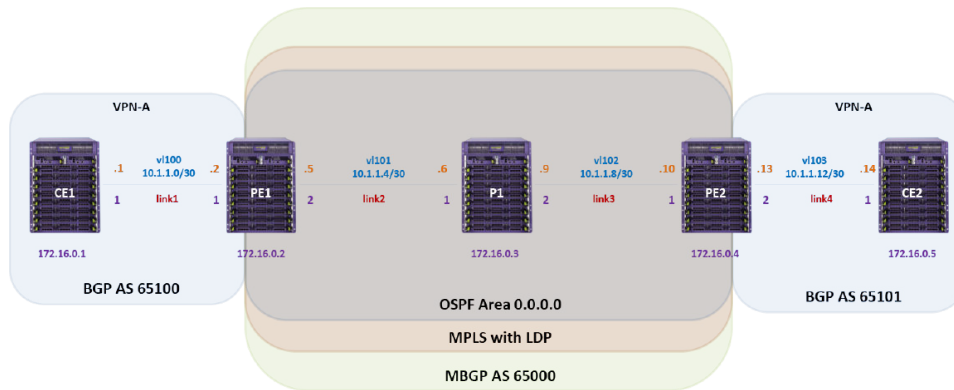 VPN-A
VPN-A
.1 vl100 .2 .5 vl101 .6 .9 vl102 .10 .13 vl103 .14
10.1.1.0/30 10.1.1.4/30 10.1.1.8/30 10.1.1.12/30
CE1 PE1 P1 PE2 CE2
1 link1 1 2 link2 1 2 link3 1 2 link4 1
172.16.0.1 172.16.0.2 172.16.0.3 172.16.0.4 172.16.0.5
BGP AS 65100
OSPF Area 0.0.0.0
BGP AS 65101
MPLS with LDP
MBGP AS 65000